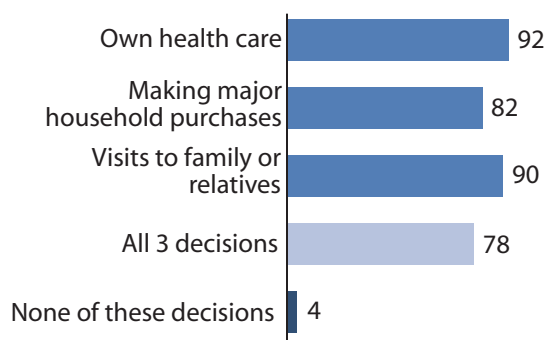 Own health care 92
Making major
household purchases 82
Visits to family or
relatives 90
All 3 decisions 78
None of these decisions 4